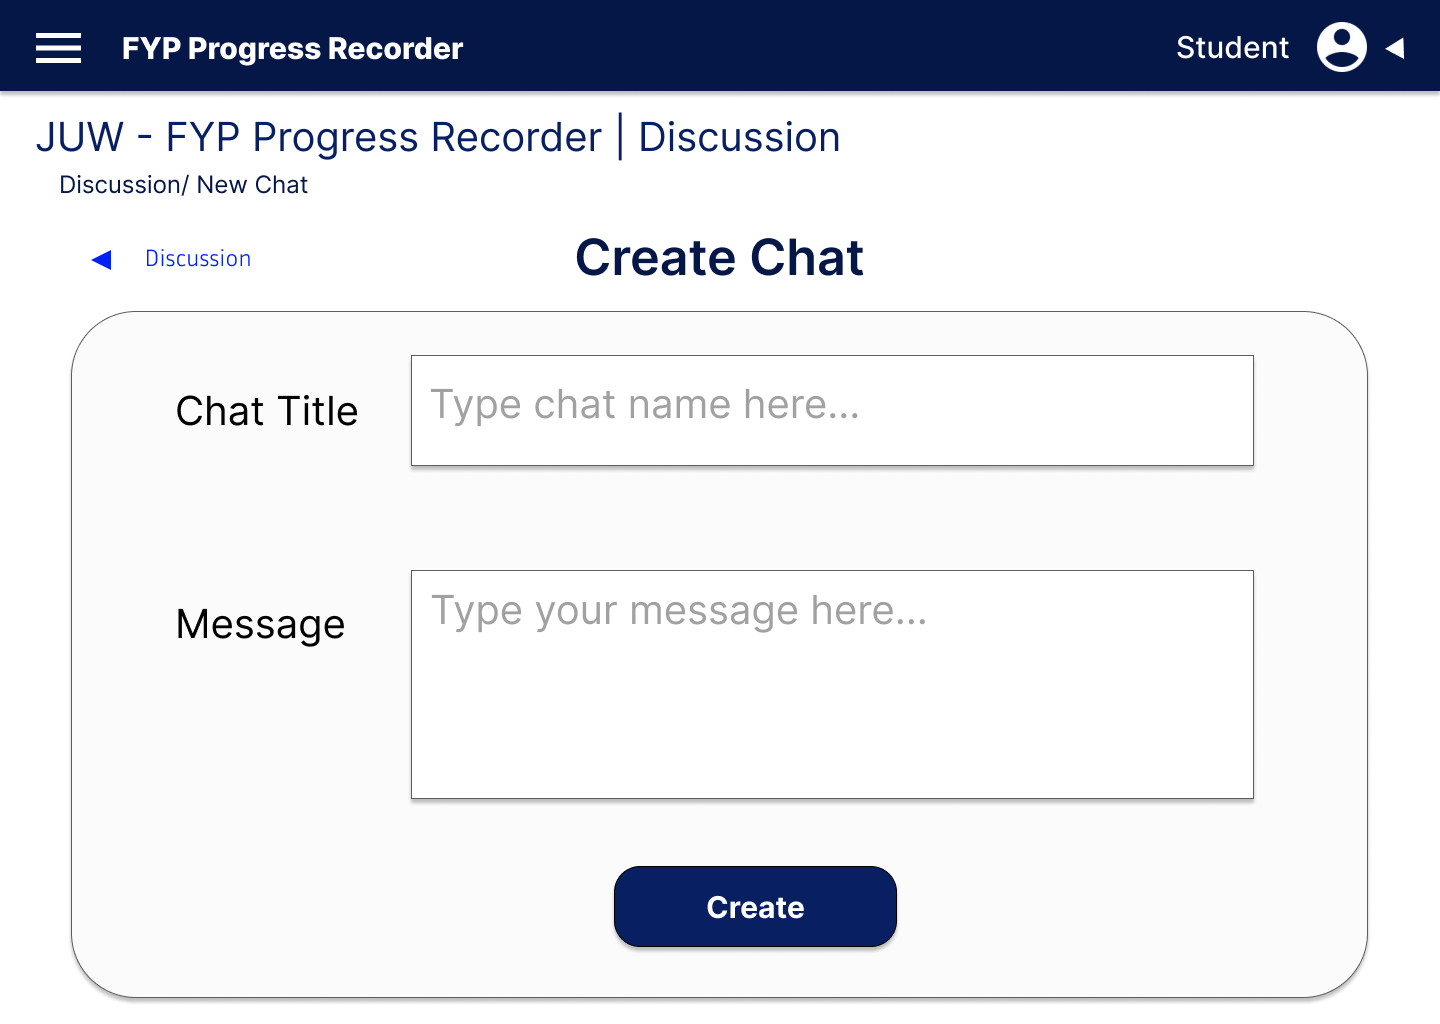 FYP Progress Recorder
Student
JUW - FYP Progress Recorder | Discussion
Discussion/ New Chat
Discussion
Create Chat
Chat Title
Type chat name here...
Message
Type your message here...
Create